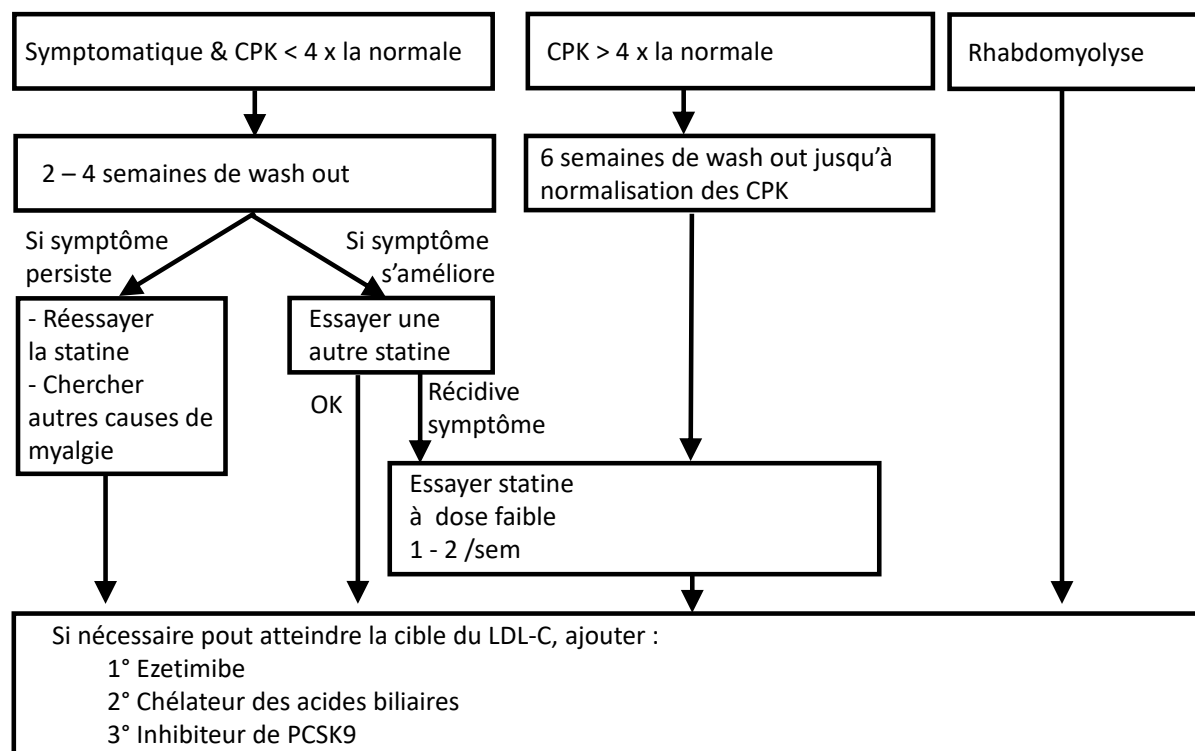 Symptomatique & CPK < 4 x la normale
CPK > 4 x la normale
Rhabdomyolyse
2 – 4 semaines de wash out
6 semaines de wash out jusqu’à
normalisation des CPK
Si symptôme
persiste
Si symptôme
s’améliore
- Réessayer
la statine
- Chercher
autres causes de
myalgie
Essayer une
autre statine
OK
Récidive
symptôme
Essayer statine
à dose faible
1 - 2 /sem
Si nécessaire pout atteindre la cible du LDL-C, ajouter :
1° Ezetimibe
2° Chélateur des acides biliaires
3° Inhibiteur de PCSK9